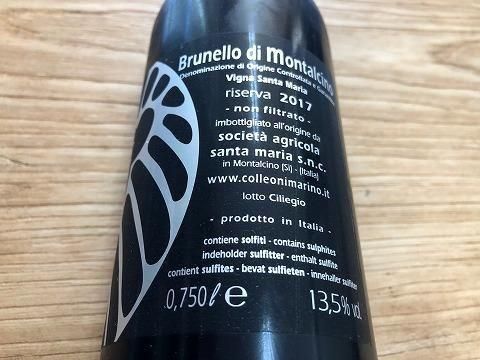 Brunello di Montalcino
Denominazione di Origine Controllata e Garantita
Vigna Santa Maria
riserva 2017
- non filtrato -
imbottigliato all'origine da
società agricola
santa maria s.n.c.
in Montalcino (Si) - (Italia)
www.colleonimarino.it
lotto Ciliegio
- prodotto in Italia -
contiene solfiti - contains sulphites
indeholder sulfitter - enthalt sulfite
contient sulfites - bevat sulfieten - innehaller sulfiter
0,750 ℓ e
13,5% vol.